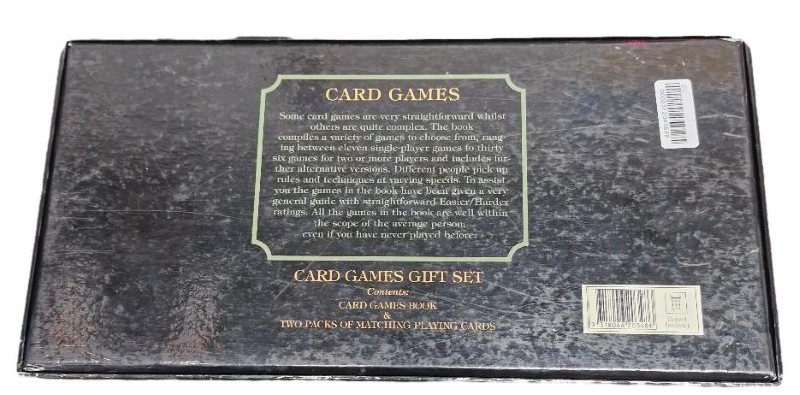 CARD GAMES
Some card games are very straightforward whilst
others are quite complex. The book
compiles a variety of games to choose from, rang-
ing between eleven single-player games to thirty
six games for two or more players and includes fur-
ther alternative versions. Different people pick up
rules and techniques at varying speeds. To assist
you the games in the book have been given a very
general guide with straightforward Easier/Harder
ratings. All the games in the book are well within
the scope of the average person;
even if you have never played before.
CARD GAMES GIFT SET
Contents:
CARD GAMES BOOK
&
TWO PACKS OF MATCHING PLAYING CARDS